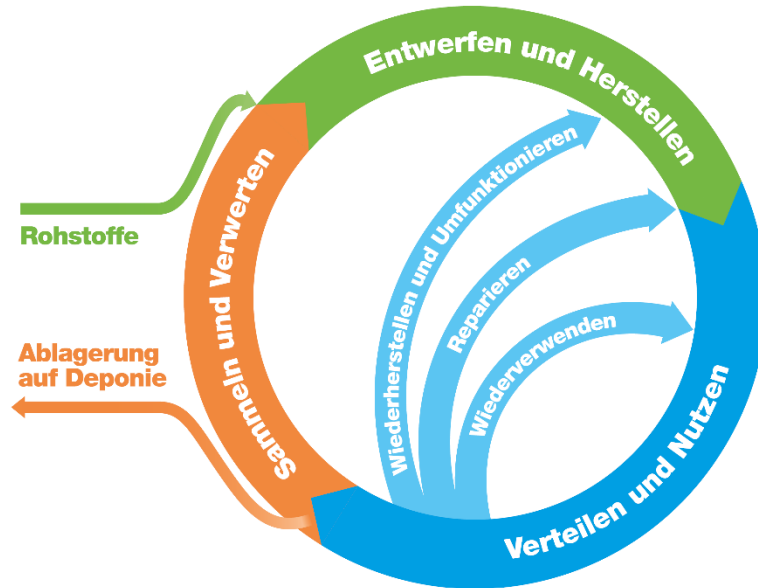 Entwerfen und Herstellen
Wiederherstellen und Umfunktionieren
Reparieren
Wiederverwenden
Verteilen und Nutzen
Sammeln und Verwerten
Rohstoffe
Ablagerung
auf Deponie